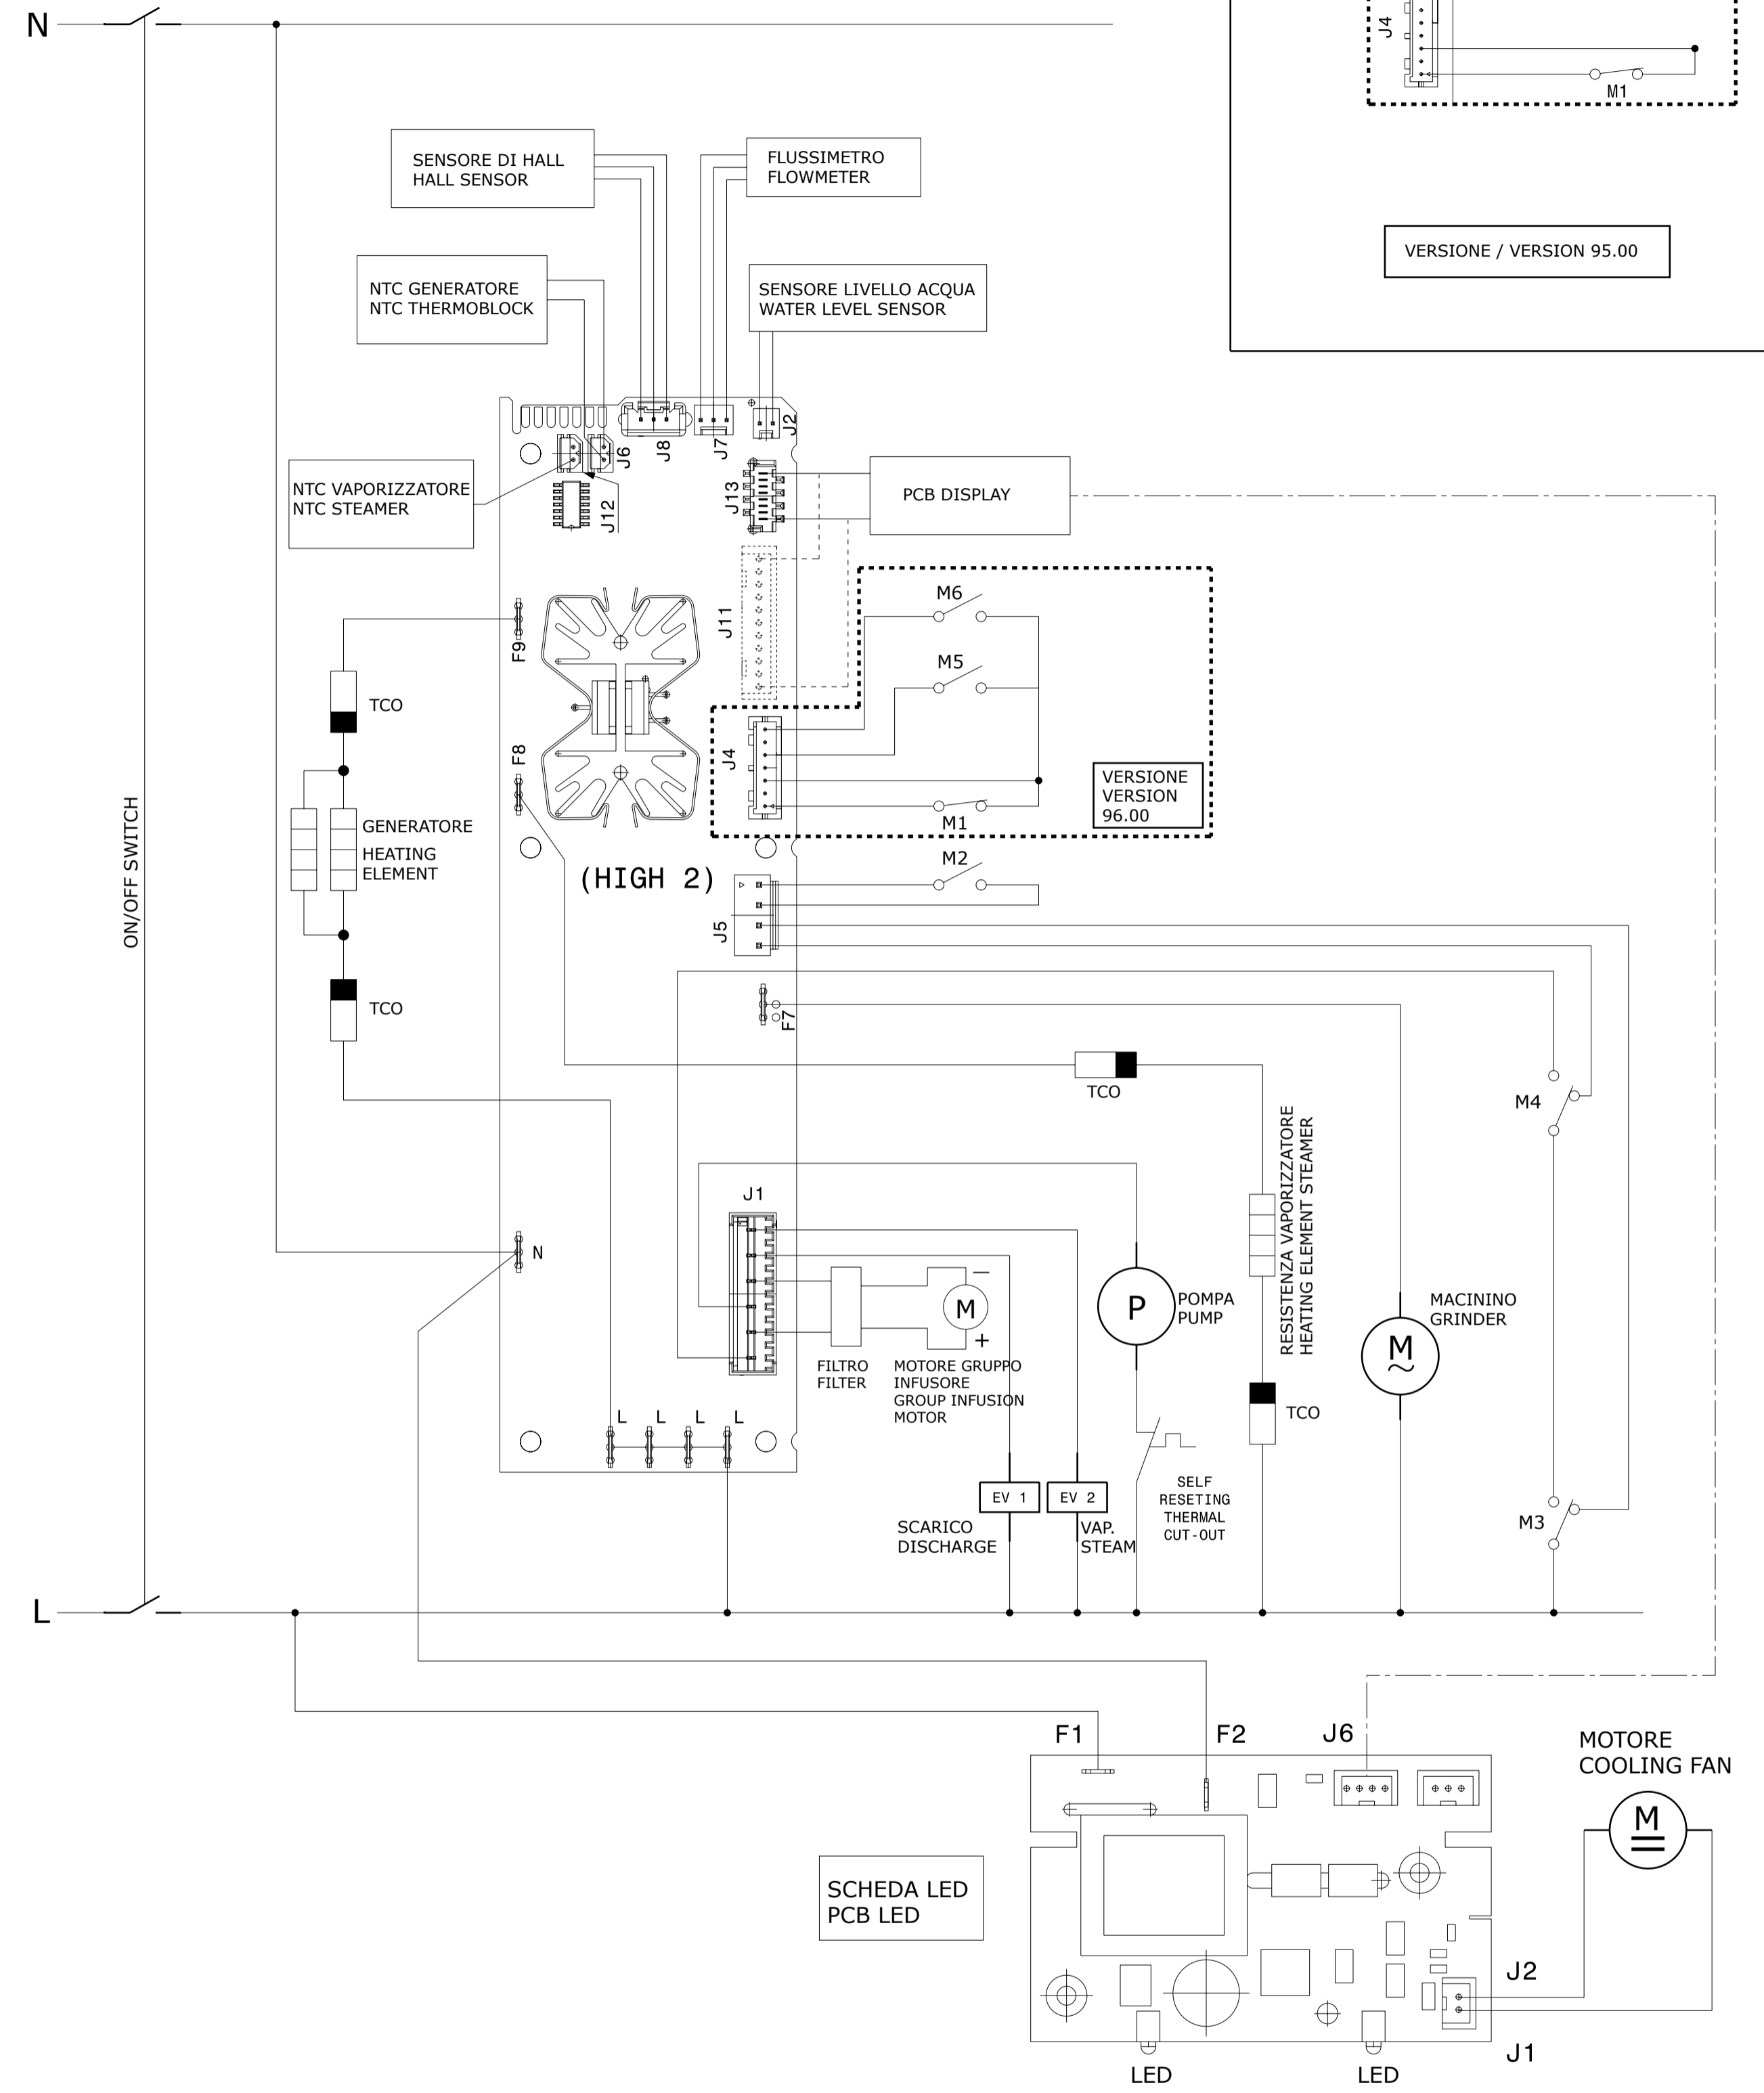 N
J4
M1
SENSORE DI HALL
HALL SENSOR
FLUSSIMETRO
FLOWMETER
VERSIONE / VERSION 95.00
NTC GENERATORE
NTC THERMOBLOCK
SENSORE LIVELLO ACQUA
WATER LEVEL SENSOR
J2
J6
J8
J7
NTC VAPORIZZATORE
NTC STEAMER
J13
PCB DISPLAY
J12
M6
J11
F9
M5
TCO
F8
J4
VERSIONE
VERSION
96.00
M1
GENERATORE
HEATING
ELEMENT
ON/OFF SWITCH
(HIGH 2)
M2
J5
TCO
F7
TCO
M4
RESISTENZA VAPORIZZATORE
HEATING ELEMENT STEAMER
J1
N
P
POMPA
PUMP
M
−
+
MACININO
GRINDER
M
~
FILTRO
FILTER
MOTORE GRUPPO
INFUSORE
GROUP INFUSION
MOTOR
TCO
L
L
L
L
EV 1
EV 2
SELF
RESETING
THERMAL
CUT-OUT
SCARICO
DISCHARGE
VAP.
STEAM
M3
L
F1
F2
J6
MOTORE
COOLING FAN
M
SCHEDA LED
PCB LED
J2
J1
LED
LED